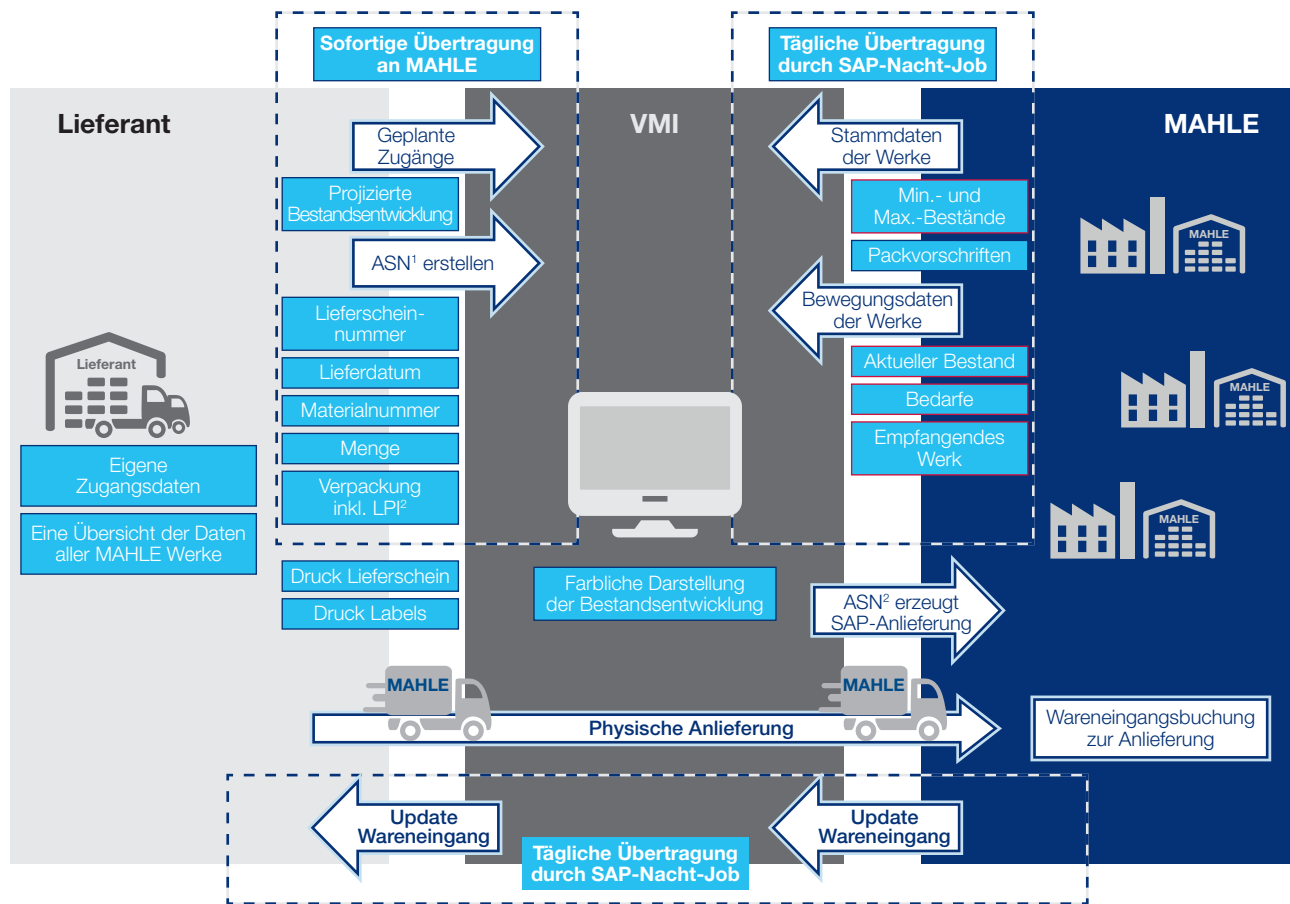 Sofortige Übertragung
an MAHLE
Tägliche Übertragung
durch SAP-Nacht-Job
Lieferant
VMI
MAHLE
Geplante
Zugänge
Projizierte
Bestandsentwicklung
ASN¹ erstellen
Lieferschein-
nummer
Lieferdatum
Materialnummer
Menge
Verpackung
inkl. LPI²
Druck Lieferschein
Druck Labels
Lieferant
Eigene
Zugangsdaten
Eine Übersicht der Daten
aller MAHLE Werke
Stammdaten
der Werke
Min.- und
Max.-Bestände
Packvorschriften
Bewegungsdaten
der Werke
Aktueller Bestand
Bedarfe
Empfangendes
Werk
MAHLE
MAHLE
MAHLE
Farbliche Darstellung
der Bestandsentwicklung
ASN² erzeugt
SAP-Anlieferung
MAHLE
MAHLE
Physische Anlieferung
Wareneingangsbuchung
zur Anlieferung
Update
Wareneingang
Update
Wareneingang
Tägliche Übertragung
durch SAP-Nacht-Job